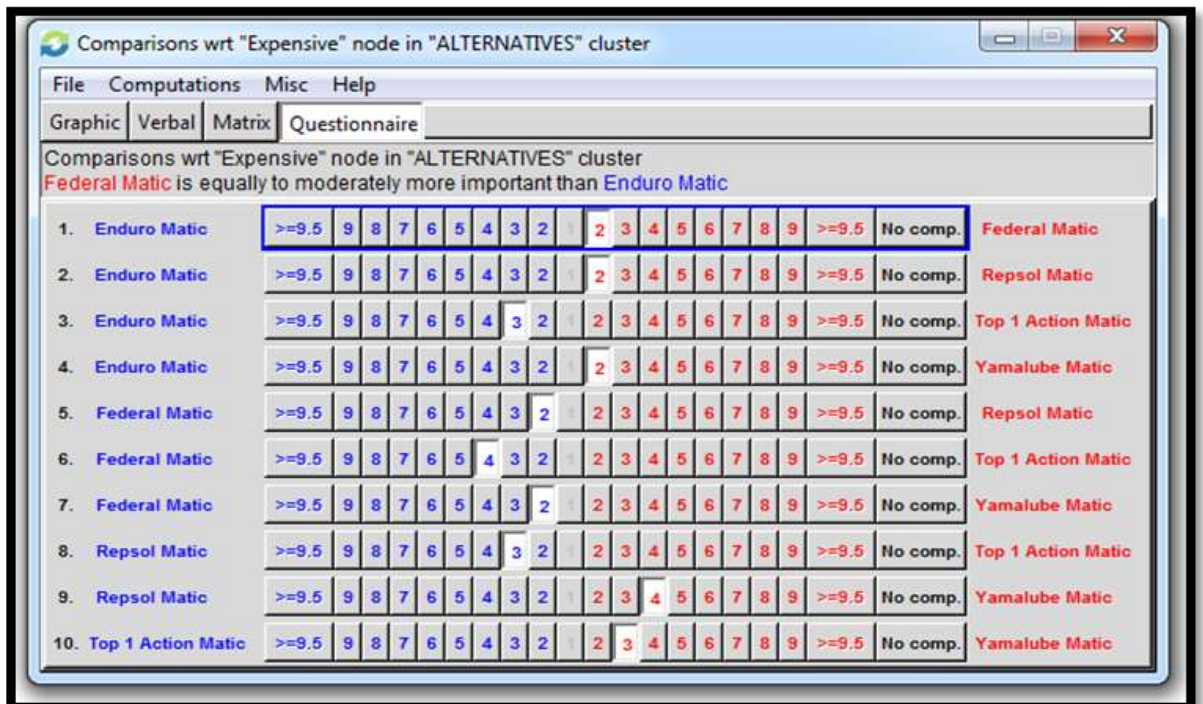 Comparisons wrt "Expensive" node in "ALTERNATIVES" cluster
File Computations Misc Help
Graphic Verbal Matrix Questionnaire
Comparisons wrt "Expensive" node in "ALTERNATIVES" cluster
Federal Matic is equally to moderately more important than Enduro Matic
1. Enduro Matic >=9.5 9 8 7 6 5 4 3 2 1 2 3 4 5 6 7 8 9 >=9.5 No comp. Federal Matic
2. Enduro Matic >=9.5 9 8 7 6 5 4 3 2 1 2 3 4 5 6 7 8 9 >=9.5 No comp. Repsol Matic
3. Enduro Matic >=9.5 9 8 7 6 5 4 3 2 1 2 3 4 5 6 7 8 9 >=9.5 No comp. Top 1 Action Matic
4. Enduro Matic >=9.5 9 8 7 6 5 4 3 2 1 2 3 4 5 6 7 8 9 >=9.5 No comp. Yamalube Matic
5. Federal Matic >=9.5 9 8 7 6 5 4 3 2 1 2 3 4 5 6 7 8 9 >=9.5 No comp. Repsol Matic
6. Federal Matic >=9.5 9 8 7 6 5 4 3 2 1 2 3 4 5 6 7 8 9 >=9.5 No comp. Top 1 Action Matic
7. Federal Matic >=9.5 9 8 7 6 5 4 3 2 1 2 3 4 5 6 7 8 9 >=9.5 No comp. Yamalube Matic
8. Repsol Matic >=9.5 9 8 7 6 5 4 3 2 1 2 3 4 5 6 7 8 9 >=9.5 No comp. Top 1 Action Matic
9. Repsol Matic >=9.5 9 8 7 6 5 4 3 2 1 2 3 4 5 6 7 8 9 >=9.5 No comp. Yamalube Matic
10. Top 1 Action Matic >=9.5 9 8 7 6 5 4 3 2 1 2 3 4 5 6 7 8 9 >=9.5 No comp. Yamalube Matic